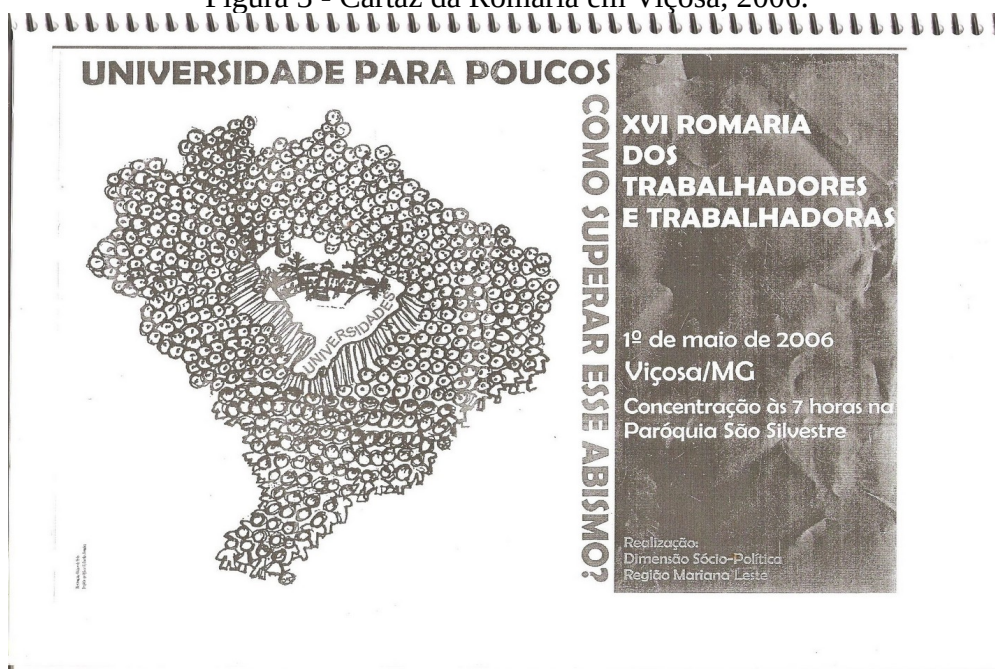 Figura 5 - Cartaz da Romaria em Viçosa, 2006.
UNIVERSIDADE PARA POUCOS
COMO SUPERAR ESSE ABISMO?
UNIVERSIDADES
XVI ROMARIA
DOS
TRABALHADORES
E TRABALHADORAS
1º de maio de 2006
Viçosa/MG
Concentração às 7 horas na
Paróquia São Silvestre
Realização:
Dimensão Sócio-Política
Região Mariana Leste